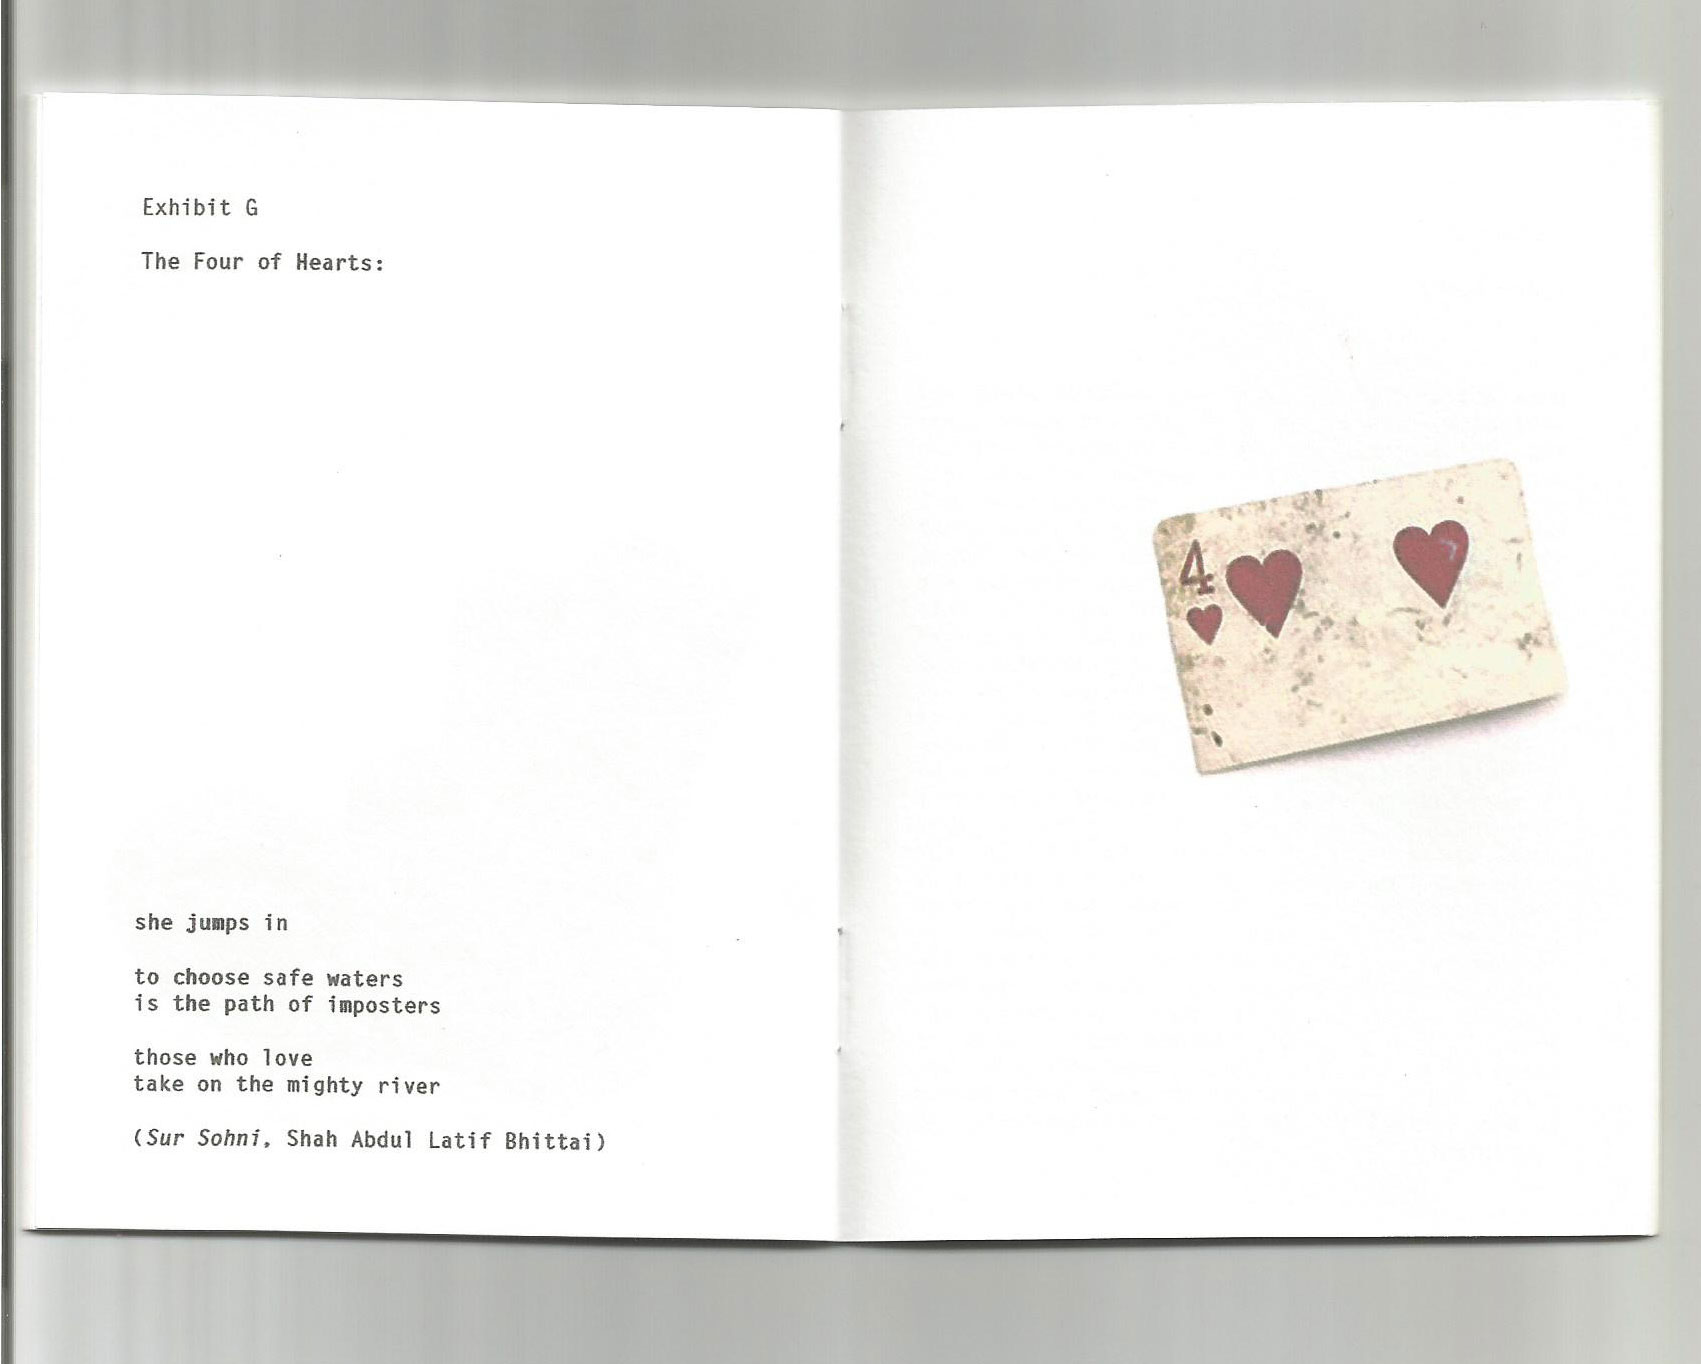 Exhibit G
The Four of Hearts:
she jumps in
to choose safe waters
is the path of imposters
those who love
take on the mighty river
(Sur Sohni, Shah Abdul Latif Bhittai)
4